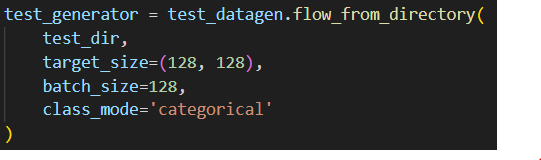 test_generator = test_datagen.flow_from_directory(
    test_dir,
    target_size=(128, 128),
    batch_size=128,
    class_mode='categorical'
)